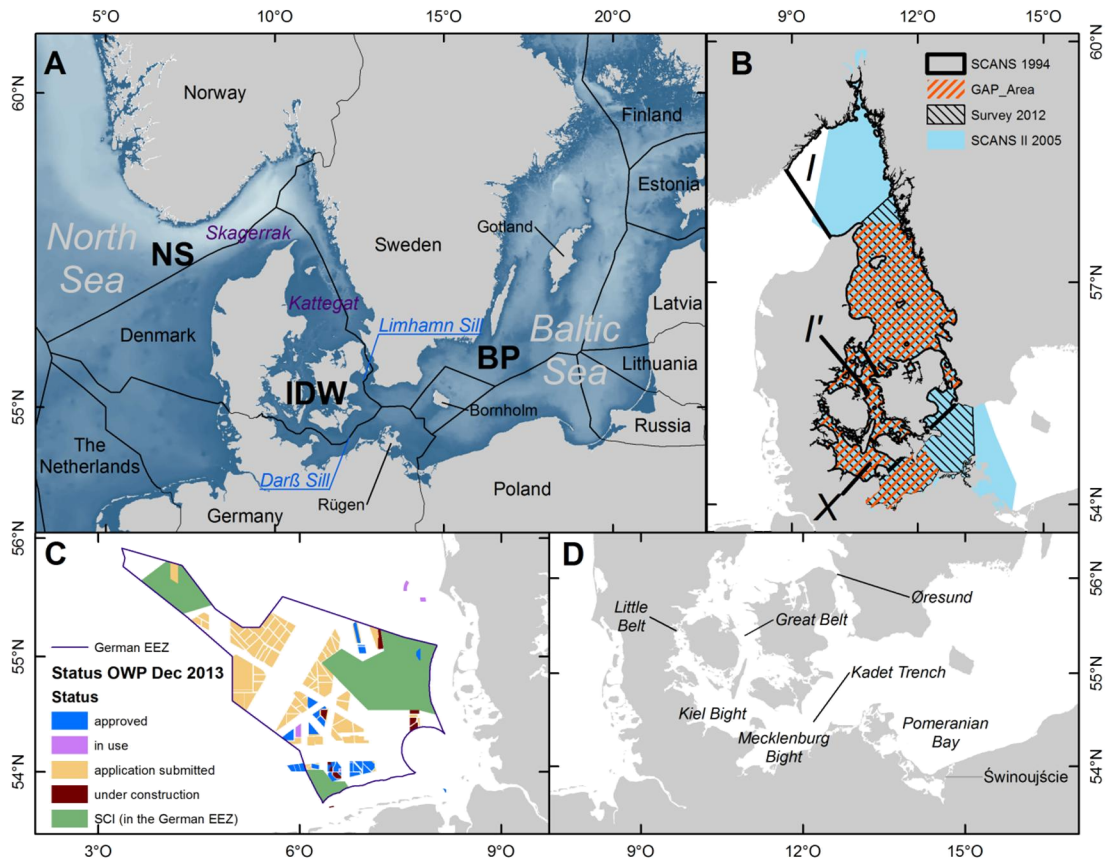 5°O
10°O
15°O
20°O
9°O
12°O
15°O
A
Norway
60°N
Finland
Estonia
Gotland
North
Sea
NS
Skagerrak
Sweden
Latvia
Kattegat
Denmark
Limhamn Sill
Baltic
Sea
BP
Lithuania
IDW
55°N
Bornholm
Russia
The
Netherlands
Darß Sill
Rügen
Poland
Germany
B
60°N
SCANS 1994
GAP_Area
Survey 2012
SCANS II 2005
I
57°N
I'
X
54°N
C
56°N
German EEZ
Status OWP Dec 2013
Status
approved
in use
application submitted
under construction
SCI (in the German EEZ)
55°N
54°N
3°O
6°O
9°O
D
56°N
Little
Belt
Great Belt
Øresund
Kadet Trench
55°N
Kiel Bight
Mecklenburg
Bight
Pomeranian
Bay
Świnoujście
54°N
9°O
12°O
15°O